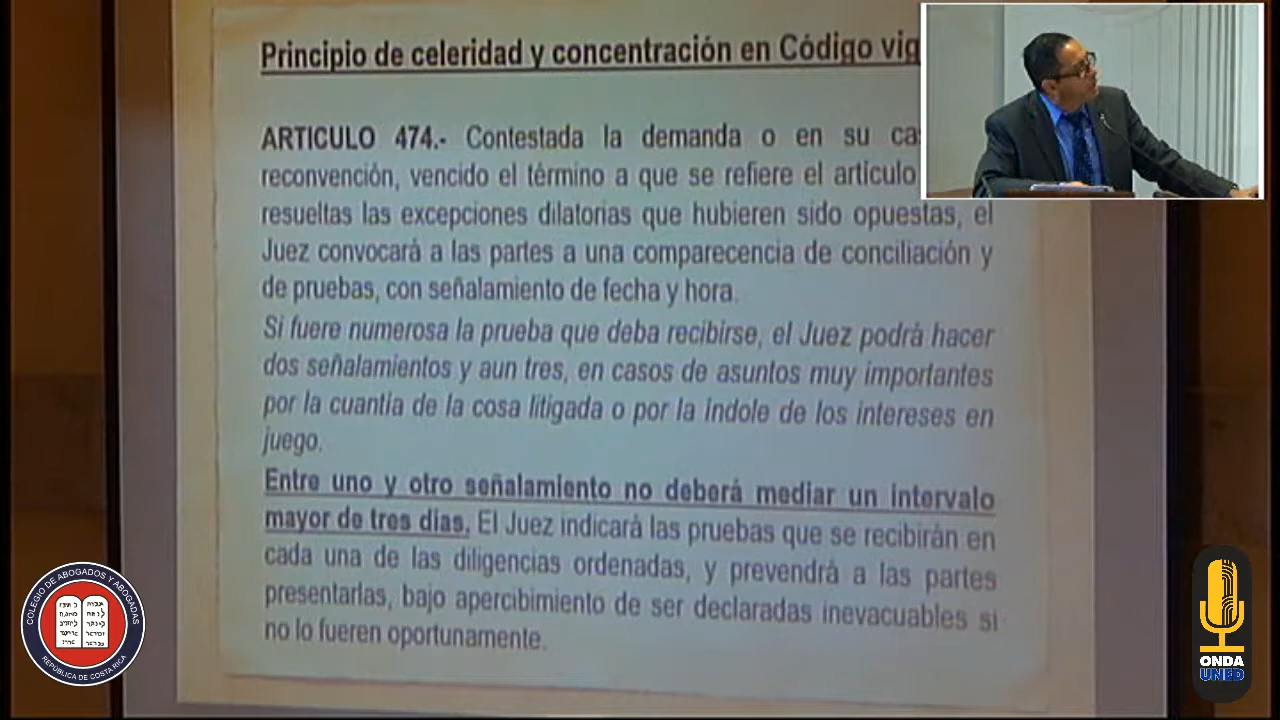 Principio de celeridad y concentración en Código vig
ARTICULO 474.- Contestada la demanda o en su ca
reconvención, vencido el término a que se refiere el artículo
resueltas las excepciones dilatorias que hubieren sido opuestas, el
Juez convocará a las partes a una comparecencia de conciliación y
de pruebas, con señalamiento de fecha y hora.
Si fuere numerosa la prueba que deba recibirse, el Juez podrá hacer
dos señalamientos y aun tres, en casos de asuntos muy importantes
por la cuantía de la cosa litigada o por la índole de los intereses en
juego.
Entre uno y otro señalamiento no deberá mediar un intervalo
mayor de tres días. El Juez indicará las pruebas que se recibirán en
cada una de las diligencias ordenadas, y prevendrá a las partes
presentarlas, bajo apercibimiento de ser declaradas inevacuables si
no lo fueren oportunamente.
COLEGIO DE ABOGADOS Y ABOGADAS
REPÚBLICA DE COSTA RICA
ONDA
UNED